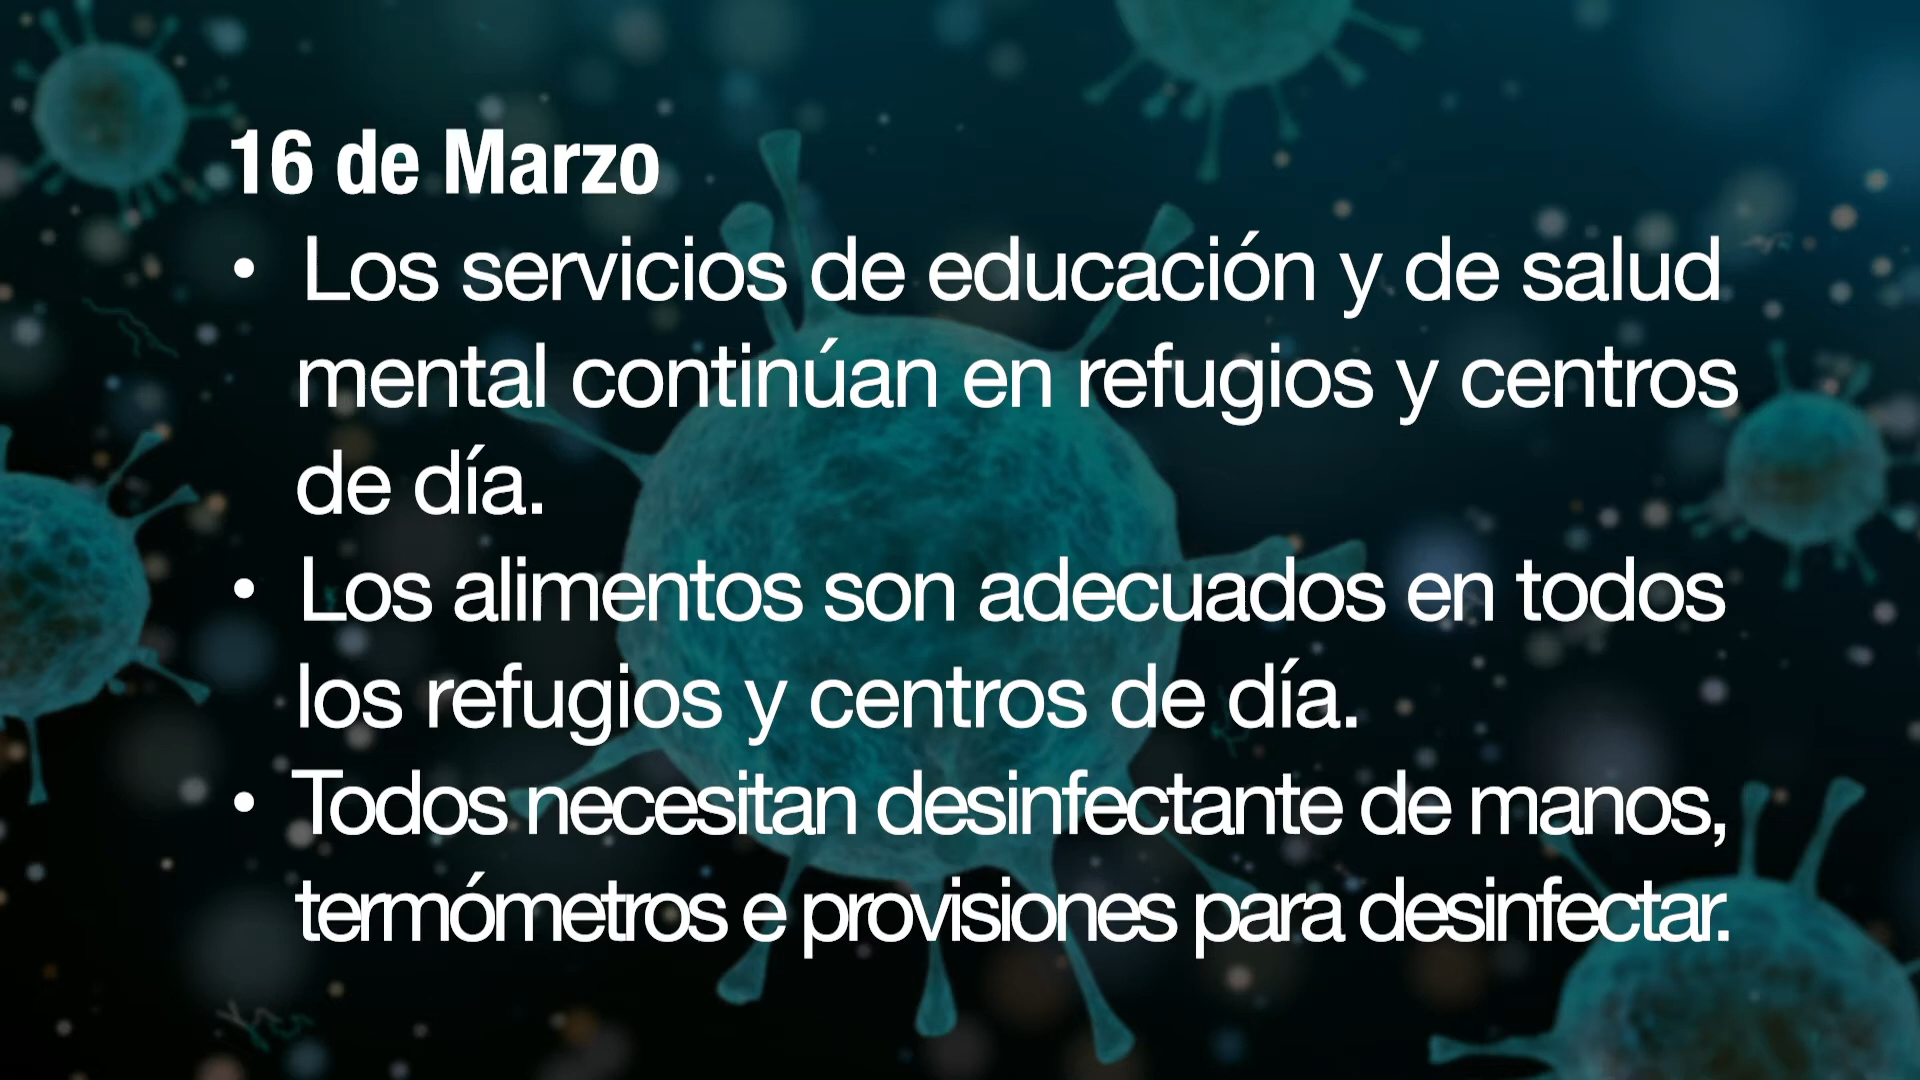 16 de Marzo
• Los servicios de educación y de salud
mental continúan en refugios y centros
de día.
• Los alimentos son adecuados en todos
los refugios y centros de día.
• Todos necesitan desinfectante de manos,
termómetros e provisiones para desinfectar.